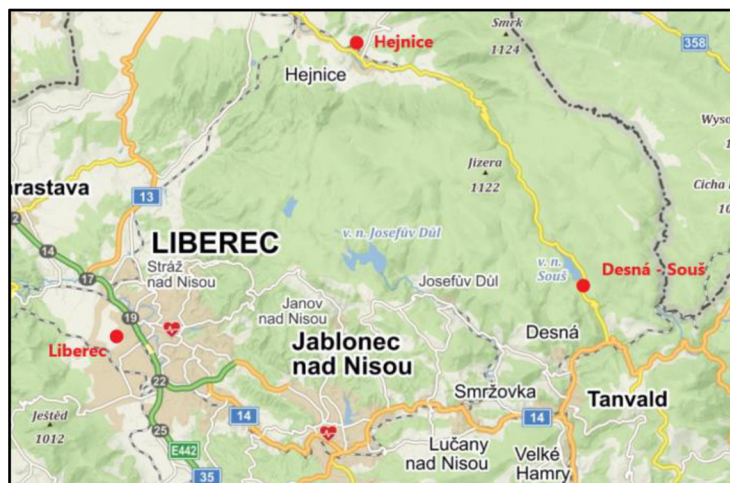 Smrk
1124
Hejnice
358
Hejnice
Jizera
1122
rastava
13
14
LIBEREC
v. n. Josefův Důl
v. n.
Souš
Desná - Souš
Stráž
nad Nisou
17
Josefův Důl
Janov
nad Nisou
19
Liberec
Jablonec
nad Nisou
Desná
22
Smržovka
Tanvald
14
14
Ještěd
1012
25
Lučany
nad Nisou
Velké
Hamry
E442
35